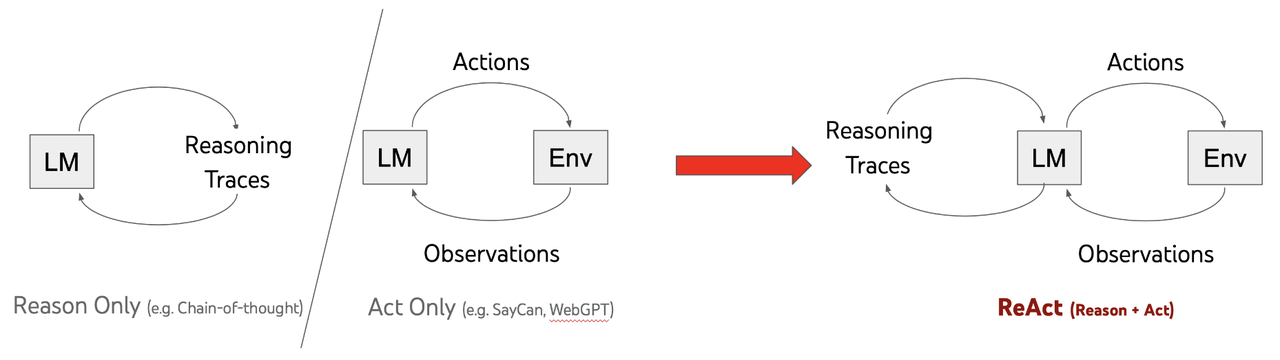 LM
Reasoning
Traces
Reason Only (e.g. Chain-of-thought)
Actions
LM
Env
Observations
Act Only (e.g. SayCan, WebGPT)
Reasoning
Traces
LM
Actions
Env
Observations
ReAct (Reason + Act)